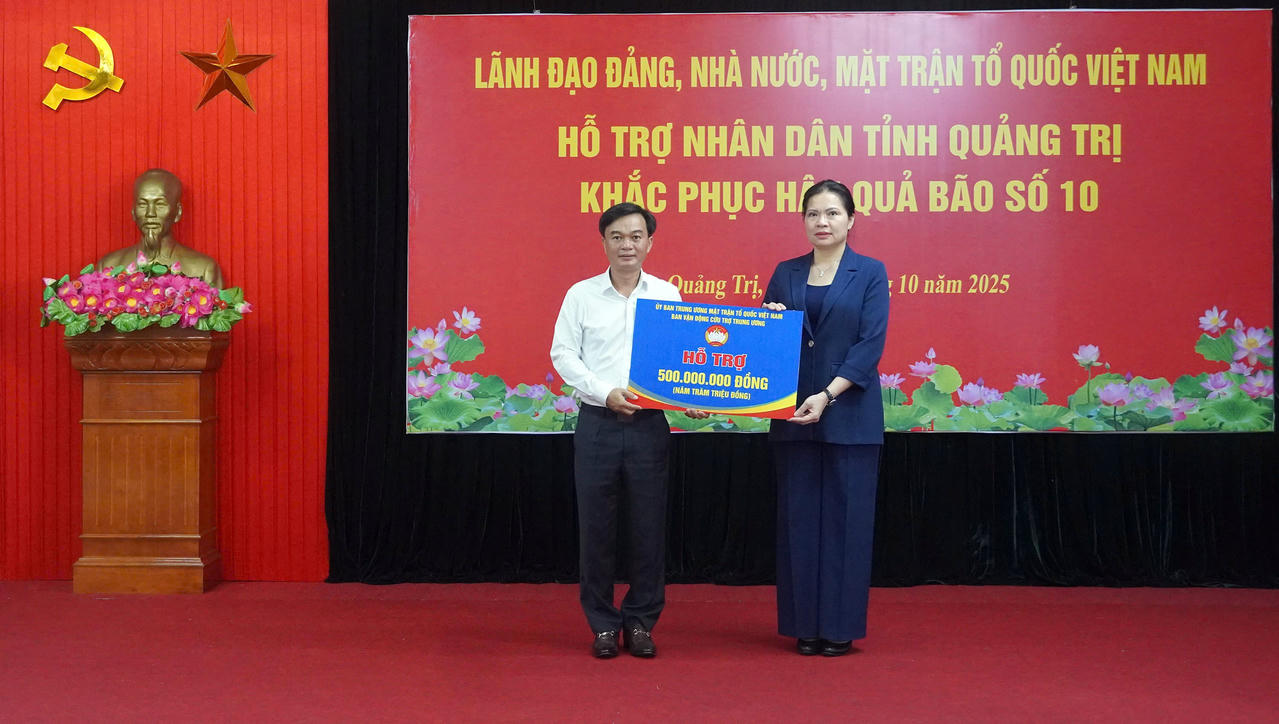 LÃNH ĐẠO ĐẢNG, NHÀ NƯỚC, MẶT TRẬN TỔ QUỐC VIỆT NAM
HỖ TRỢ NHÂN DÂN TỈNH QUẢNG TRỊ
KHẮC PHỤC HẬU QUẢ BÃO SỐ 10
Quảng Trị, 10 năm 2025
ỦY BAN TRUNG ƯƠNG MẶT TRẬN TỔ QUỐC VIỆT NAM
BAN VẬN ĐỘNG CỨU TRỢ TRUNG ƯƠNG
HỖ TRỢ
500.000.000 ĐỒNG
(NĂM TRĂM TRIỆU ĐỒNG)